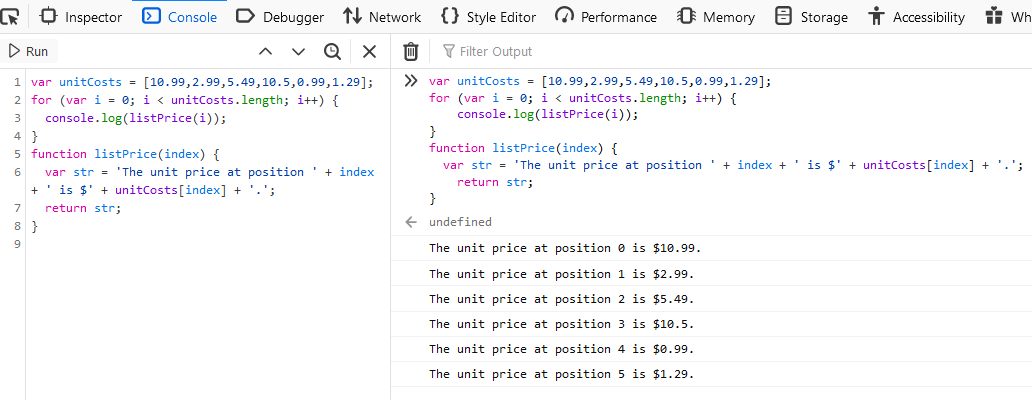 Inspector Console Debugger Network Style Editor Performance Memory Storage Accessibility Wh
Run
Filter Output
1 var unitCosts = [10.99,2.99,5.49,10.5,0.99,1.29];
2 for (var i = 0; i < unitCosts.length; i++) {
3   console.log(listPrice(i));
4 }
5 function listPrice(index) {
6   var str = 'The unit price at position ' + index
+ ' is $' + unitCosts[index] + '.';
7   return str;
8 }
9
var unitCosts = [10.99,2.99,5.49,10.5,0.99,1.29];
for (var i = 0; i < unitCosts.length; i++) {
    console.log(listPrice(i));
}
function listPrice(index) {
  var str = 'The unit price at position ' + index + ' is $' + unitCosts[index] + '.';
    return str;
}
undefined
The unit price at position 0 is $10.99.
The unit price at position 1 is $2.99.
The unit price at position 2 is $5.49.
The unit price at position 3 is $10.5.
The unit price at position 4 is $0.99.
The unit price at position 5 is $1.29.